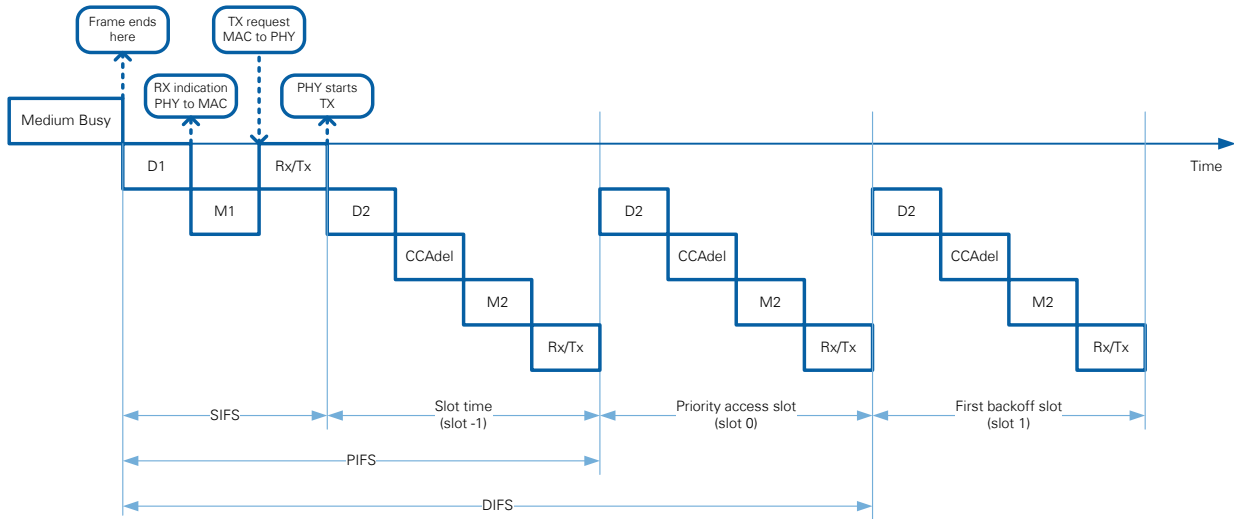 Frame ends
here
TX request
MAC to PHY
RX indication
PHY to MAC
PHY starts
TX
Medium Busy
Time
D1
Rx/Tx
M1
D2
D2
D2
CCAdel
CCAdel
CCAdel
M2
M2
M2
Rx/Tx
Rx/Tx
Rx/Tx
SIFS
Slot time
(slot -1)
Priority access slot
(slot 0)
First backoff slot
(slot 1)
PIFS
DIFS